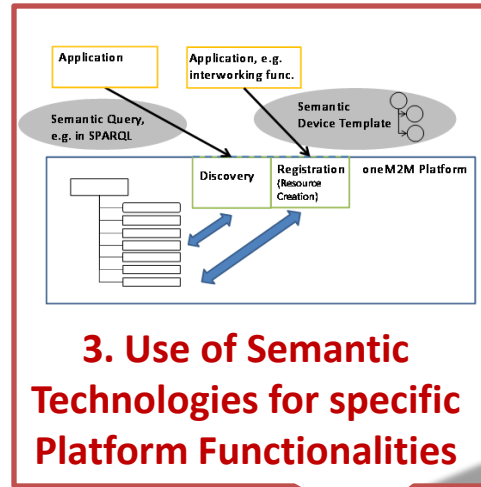 Application
Application, e.g.
interworking func.
Semantic Query,
e.g. in SPARQL
Semantic
Device Template
Discovery
Registration
(Resource
Creation)
oneM2M Platform
3. Use of Semantic
Technologies for specific
Platform Functionalities